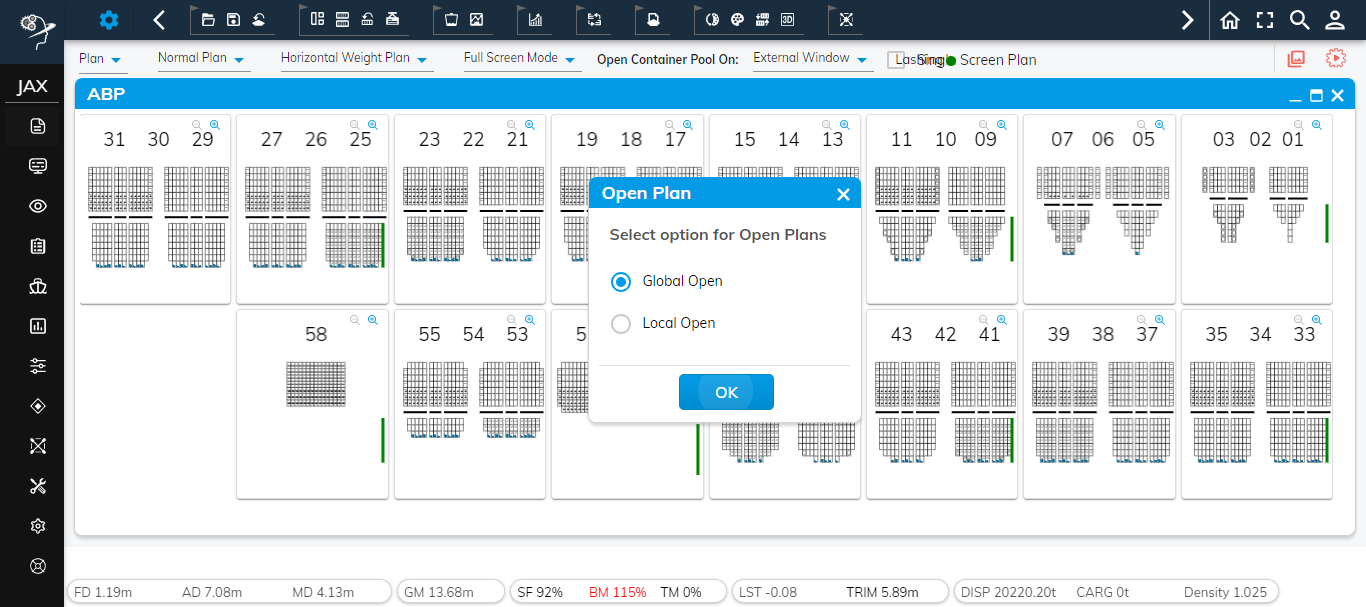 JAX
Plan
Normal Plan
Horizontal Weight Plan
Full Screen Mode
Open Container Pool On:
External Window
Lashing
Single Screen Plan
3D
ABP
31 30 29
27 26 25
23 22 21
19 18 17
15 14 13
11 10 09
07 06 05
03 02 01
Open Plan
Select option for Open Plans
Global Open
Local Open
OK
58
55 54 53
5
43 42 41
39 38 37
35 34 33
FD 1.19m AD 7.08m MD 4.13m
GM 13.68m
SF 92% BM 115% TM 0%
LST -0.08 TRIM 5.89m
DISP 20220.20t CARG 0t Density 1.025